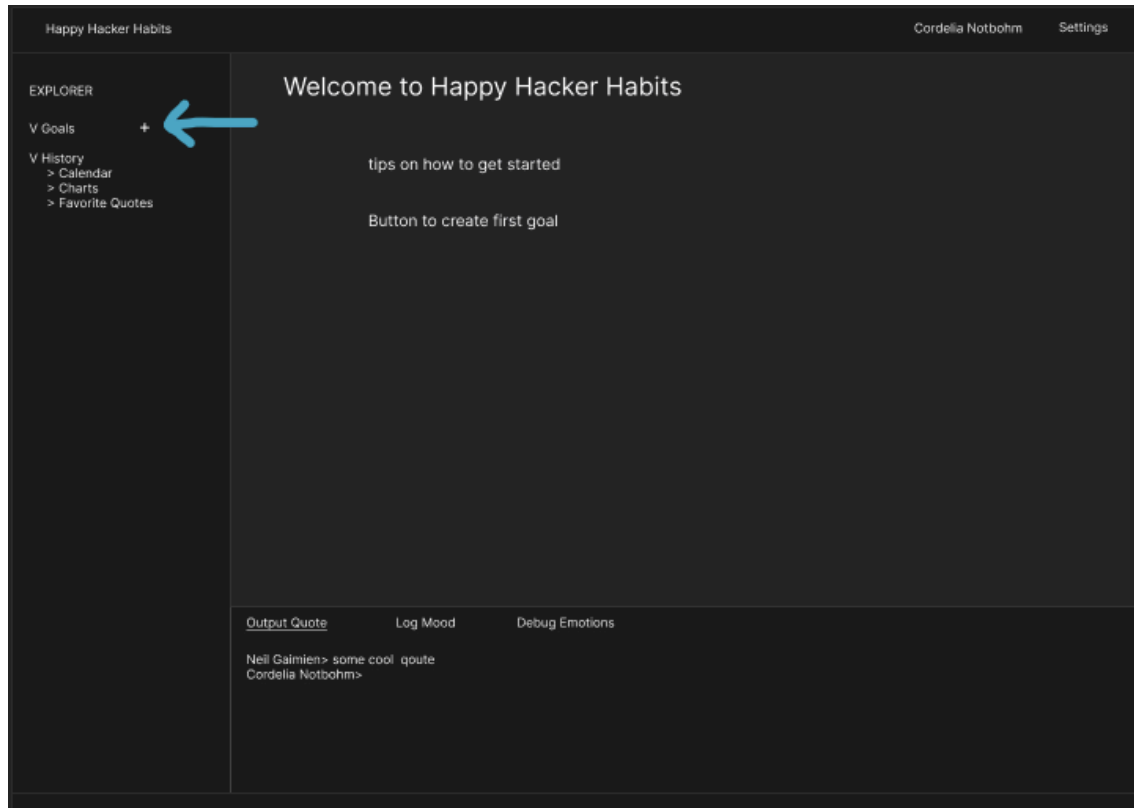 Happy Hacker Habits
Cordelia Notbohm
Settings
EXPLORER
V Goals +
V History
> Calendar
> Charts
> Favorite Quotes
Welcome to Happy Hacker Habits
tips on how to get started
Button to create first goal
Output Quote
Log Mood
Debug Emotions
Neil Gaimien> some cool qoute
Cordelia Notbohm>